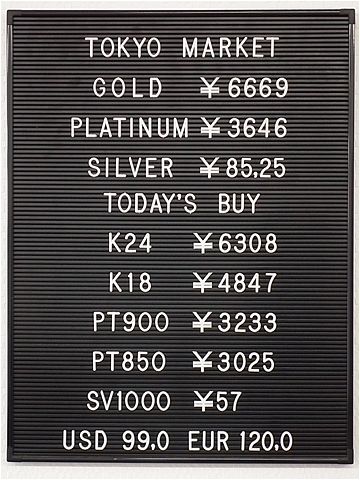 TOKYO MARKET
GOLD ¥6669
PLATINUM ¥3646
SILVER ¥85.25
TODAY'S BUY
K24 ¥6308
K18 ¥4847
PT900 ¥3233
PT850 ¥3025
SV1000 ¥57
USD 99.0 EUR 120.0